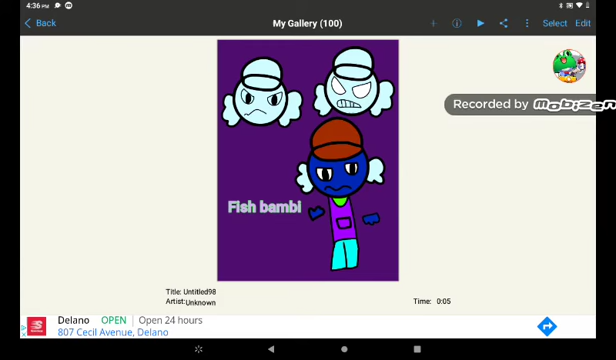 4:36 PM
Back
My Gallery (100)
Select
Edit
Recorded by MOBIZEN
Fish bambi
Title: Untitled98
Artist: Unknown
Time: 0:05
Delano OPEN Open 24 hours
807 Cecil Avenue, Delano